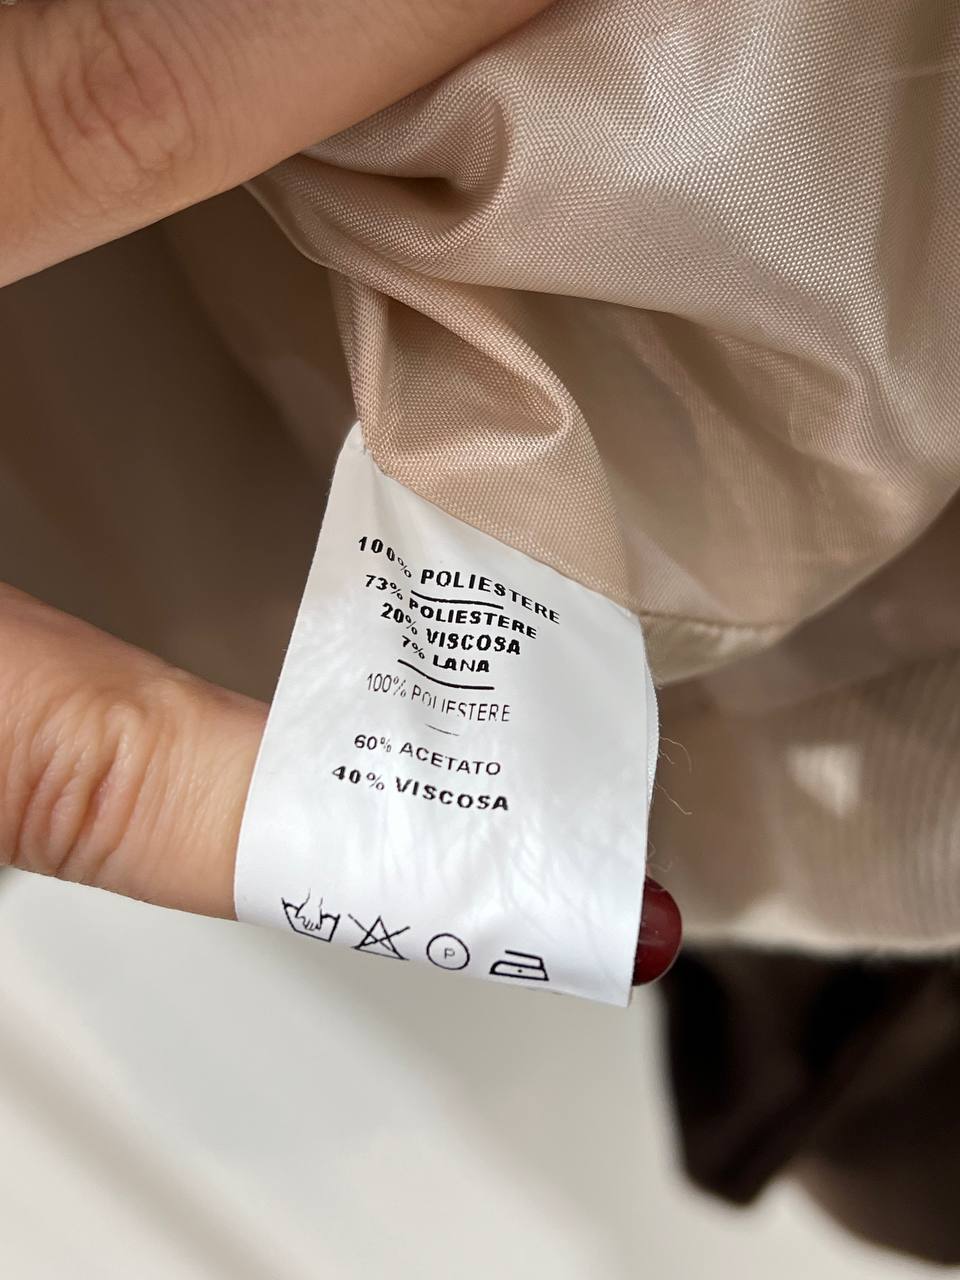 100% POLIESTERE
73% POLIESTERE
20% VISCOSA
7% LANA
100% POLIESTERE
60% ACETATO
40% VISCOSA
P